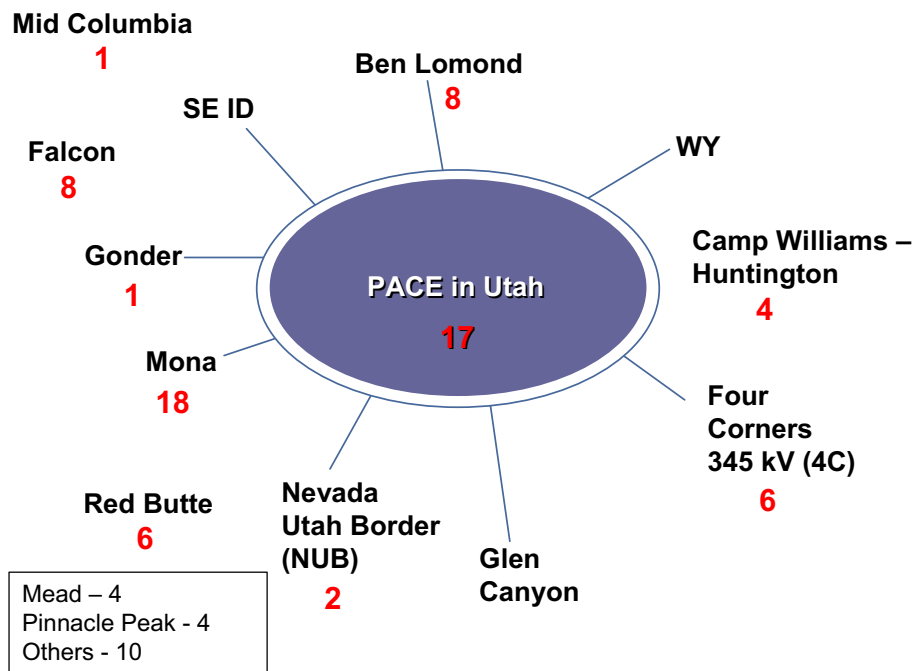 Mid Columbia
1
Ben Lomond
8
SE ID
WY
Falcon
8
Camp Williams –
Huntington
4
Gonder
1
PACE in Utah
17
Mona
18
Four
Corners
345 kV (4C)
6
Red Butte
6
Nevada
Utah Border
(NUB)
2
Glen
Canyon
Mead – 4
Pinnacle Peak - 4
Others - 10